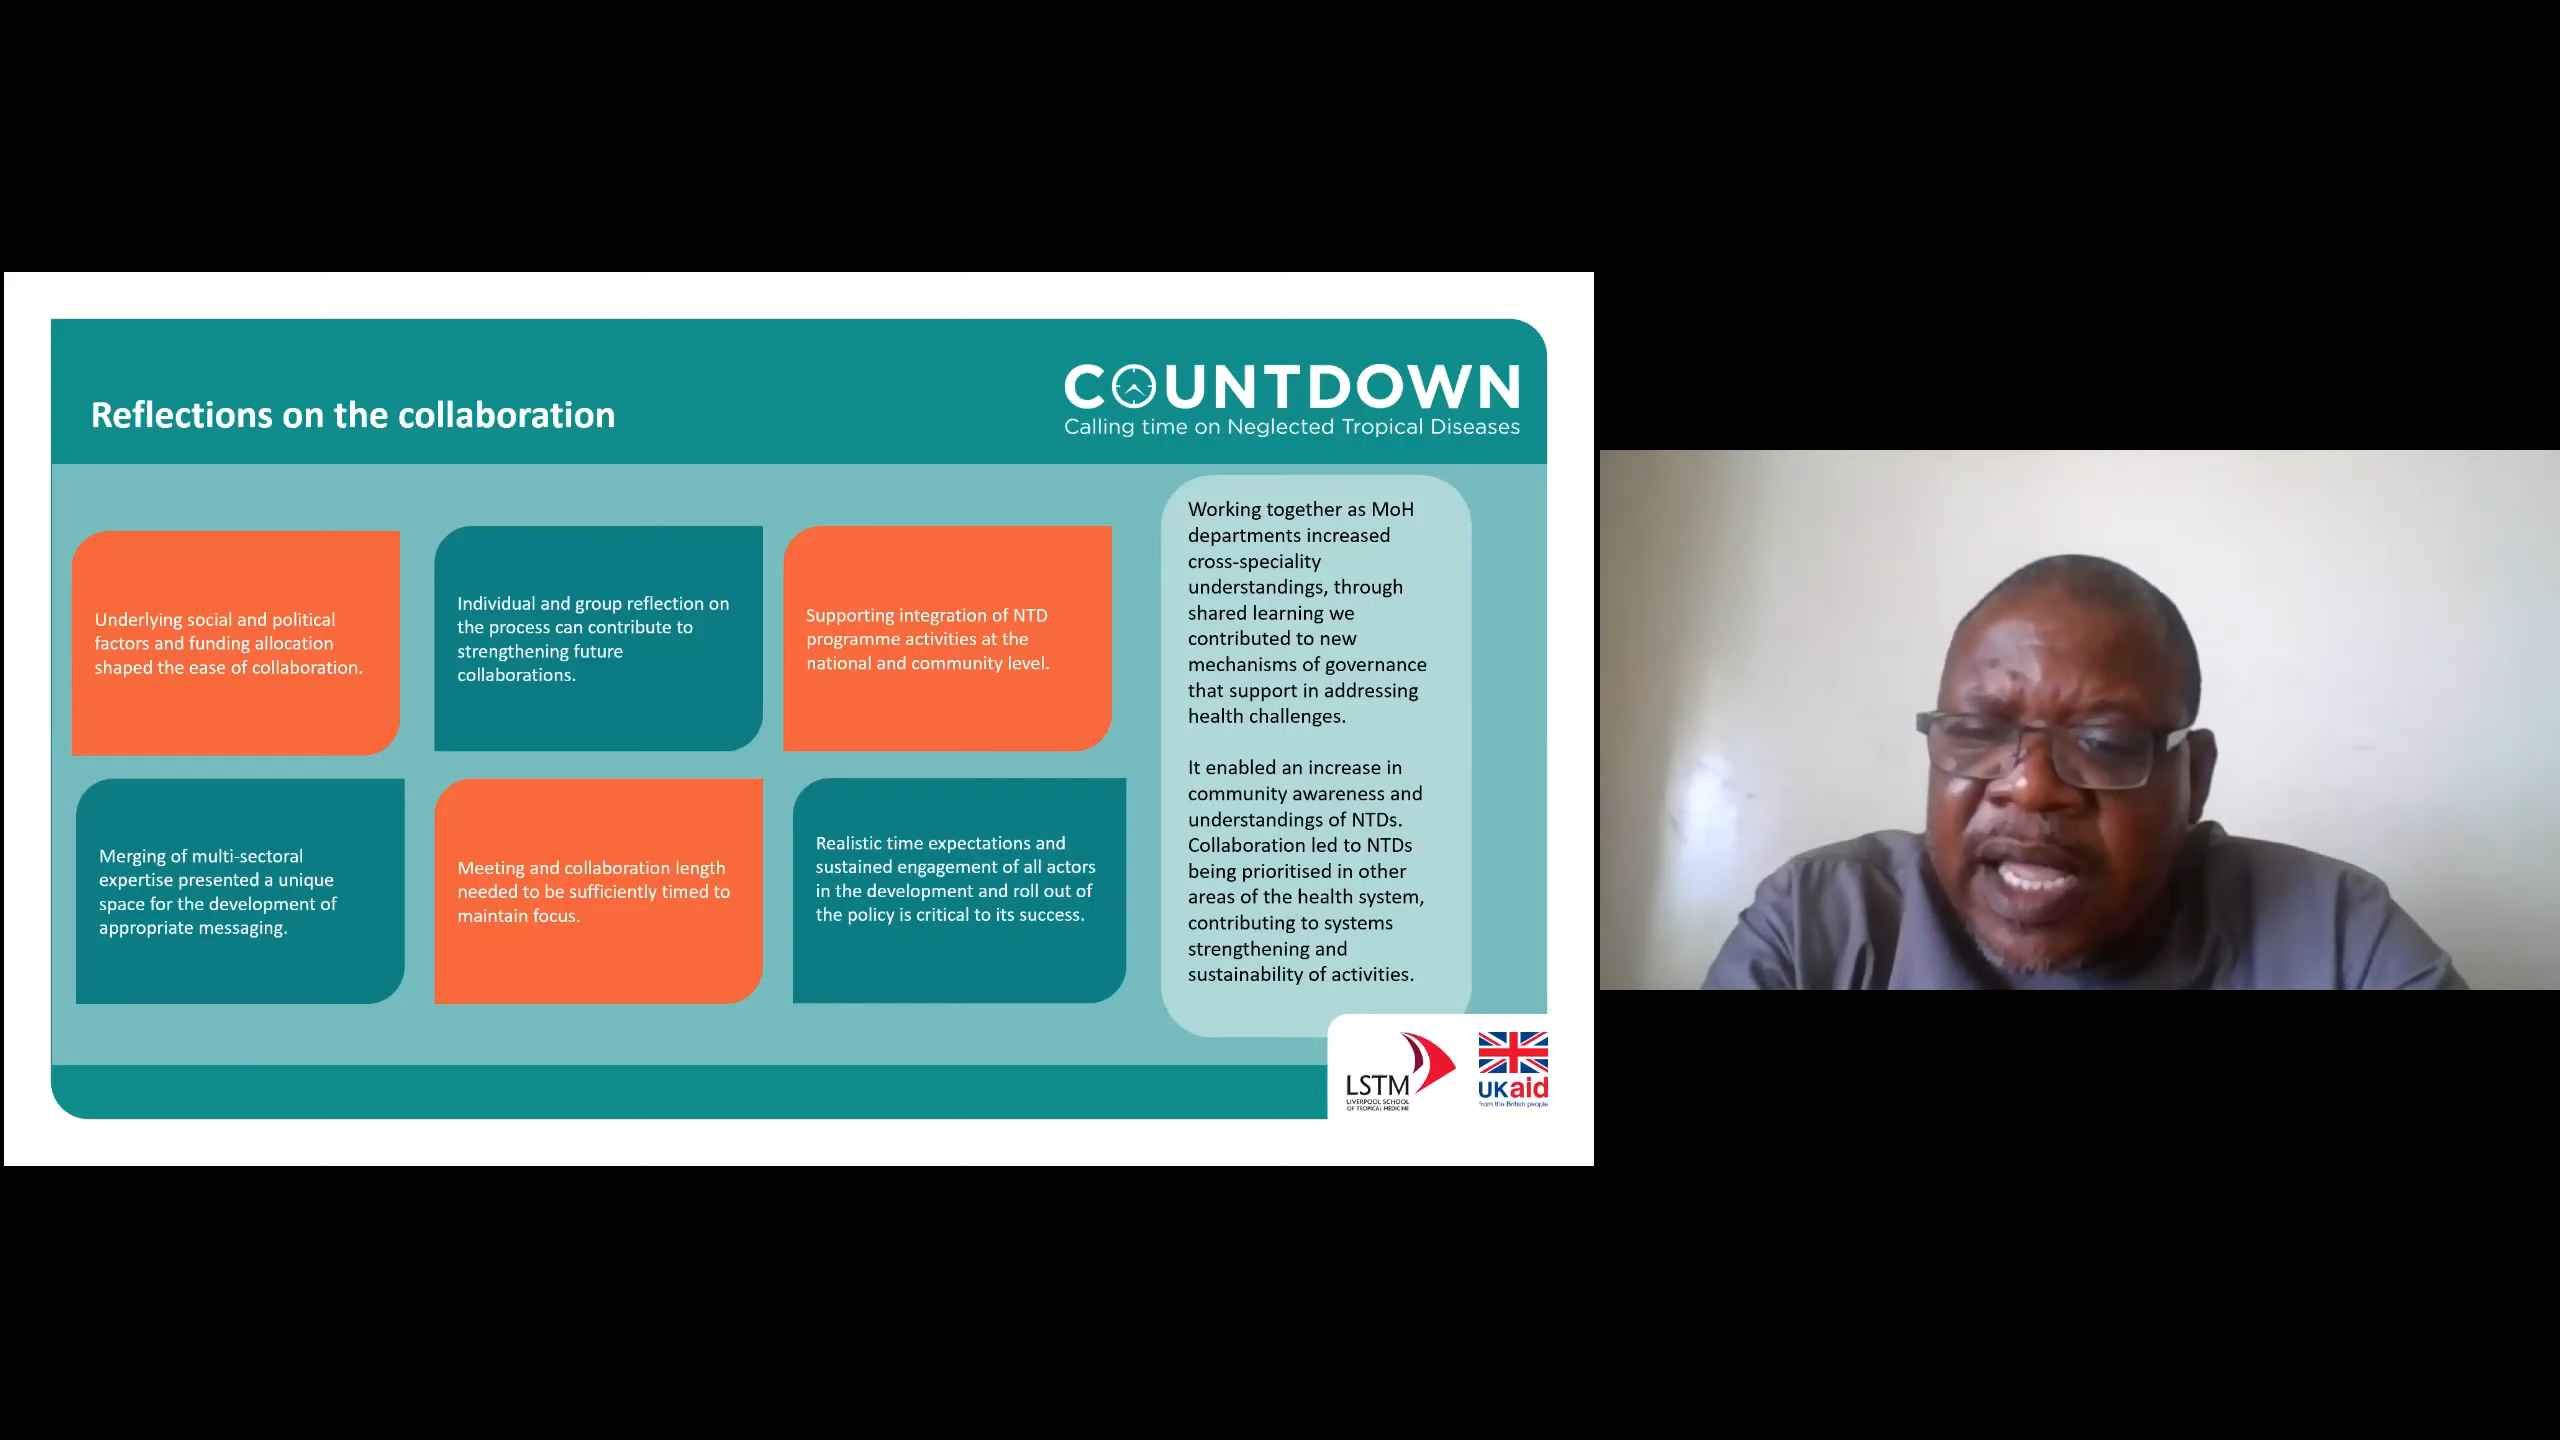 Reflections on the collaboration
COUNTDOWN
Calling time on Neglected Tropical Diseases
Underlying social and political
factors and funding allocation
shaped the ease of collaboration.
Individual and group reflection on
the process can contribute to
strengthening future
collaborations.
Supporting integration of NTD
programme activities at the
national and community level.
Merging of multi-sectoral
expertise presented a unique
space for the development of
appropriate messaging.
Meeting and collaboration length
needed to be sufficiently timed to
maintain focus.
Realistic time expectations and
sustained engagement of all actors
in the development and roll out of
the policy is critical to its success.
Working together as MoH
departments increased
cross-speciality
understandings, through
shared learning we
contributed to new
mechanisms of governance
that support in addressing
health challenges.
It enabled an increase in
community awareness and
understandings of NTDs.
Collaboration led to NTDs
being prioritised in other
areas of the health system,
contributing to systems
strengthening and
sustainability of activities.
LSTM
LIVERPOOL SCHOOL
OF TROPICAL MEDICINE
UKaid
from the British people